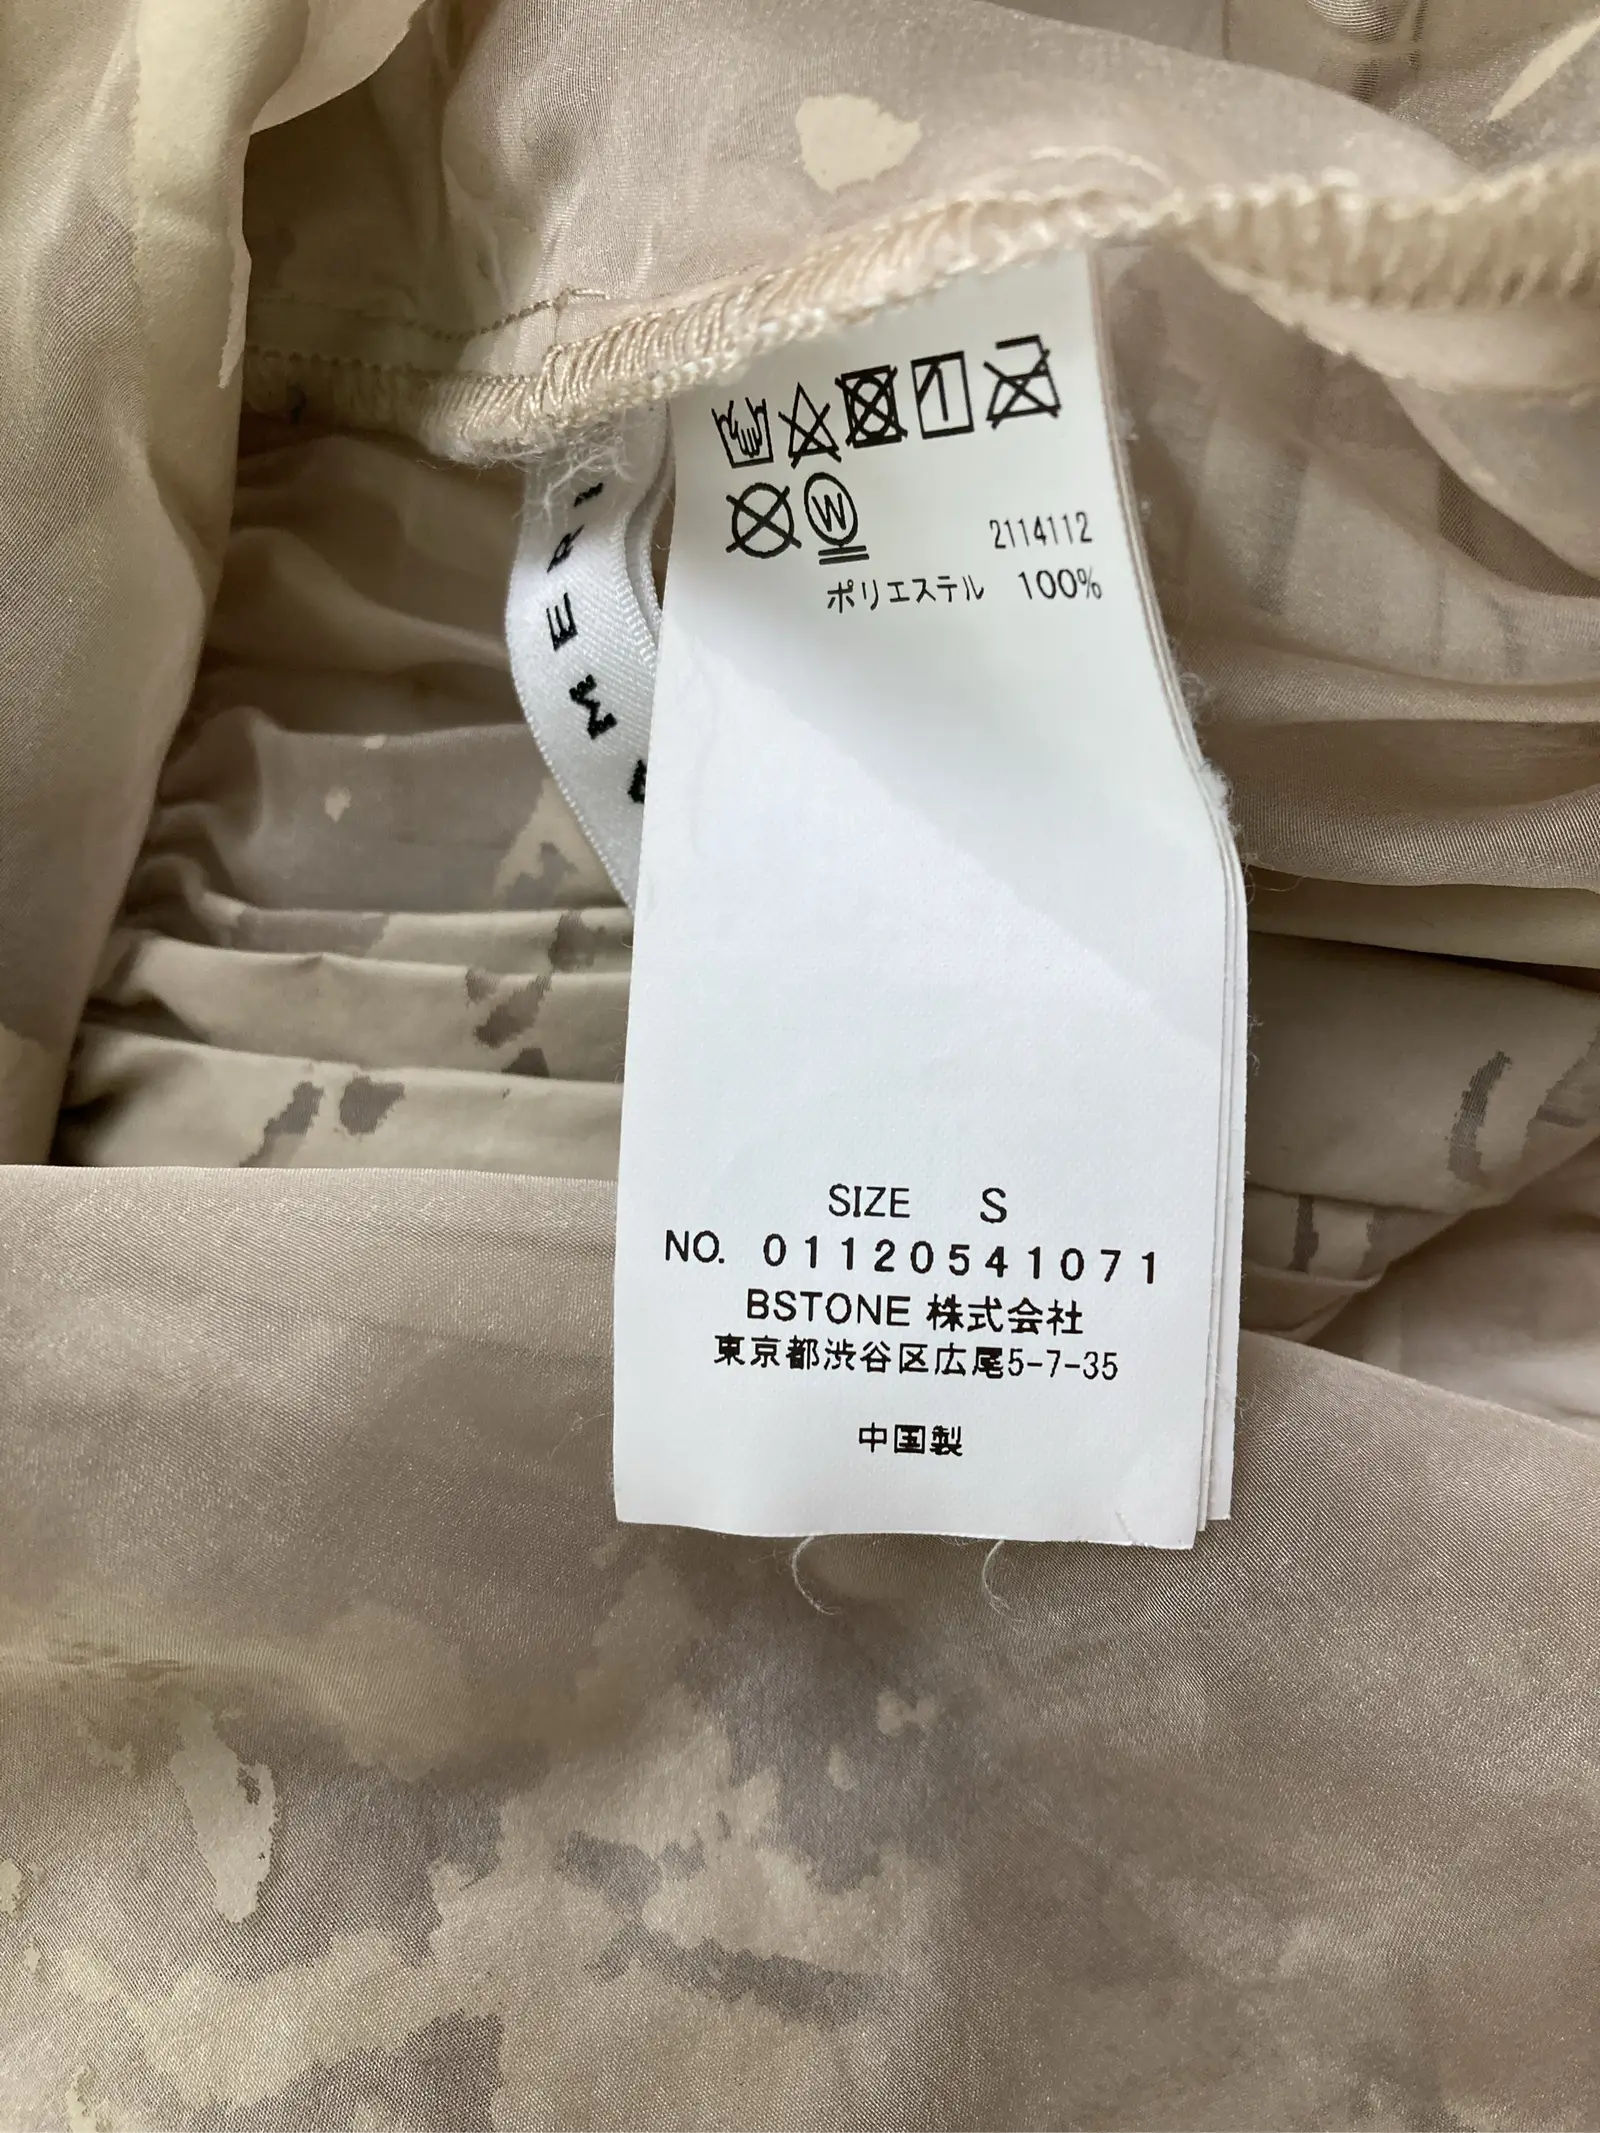 AMERI
2114112
ポリエステル 100%
SIZE S
NO. 01120541071
BSTONE 株式会社
東京都渋谷区広尾5-7-35
中国製